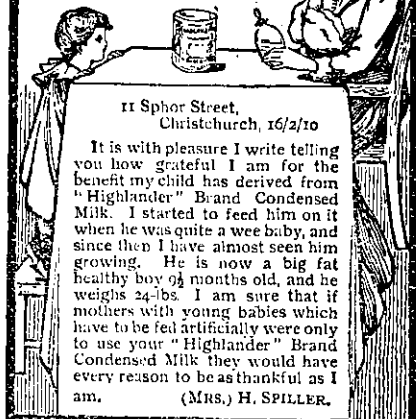 11 Sphor Street,
Christchurch, 16/2/10
It is with pleasure I write telling
you how grateful I am for the
benefit my child has derived from
"Highlander" Brand Condensed
Milk. I started to feed him on it
when he was quite a wee baby, and
since then I have almost seen him
growing. He is now a big fat
healthy boy 9½ months old, and he
weighs 24-lbs. I am sure that if
mothers with young babies which
have to be fed artificially were only
to use your "Highlander" Brand
Condensed Milk they would have
every reason to be as thankful as I
am. (MRS.) H. SPILLER.